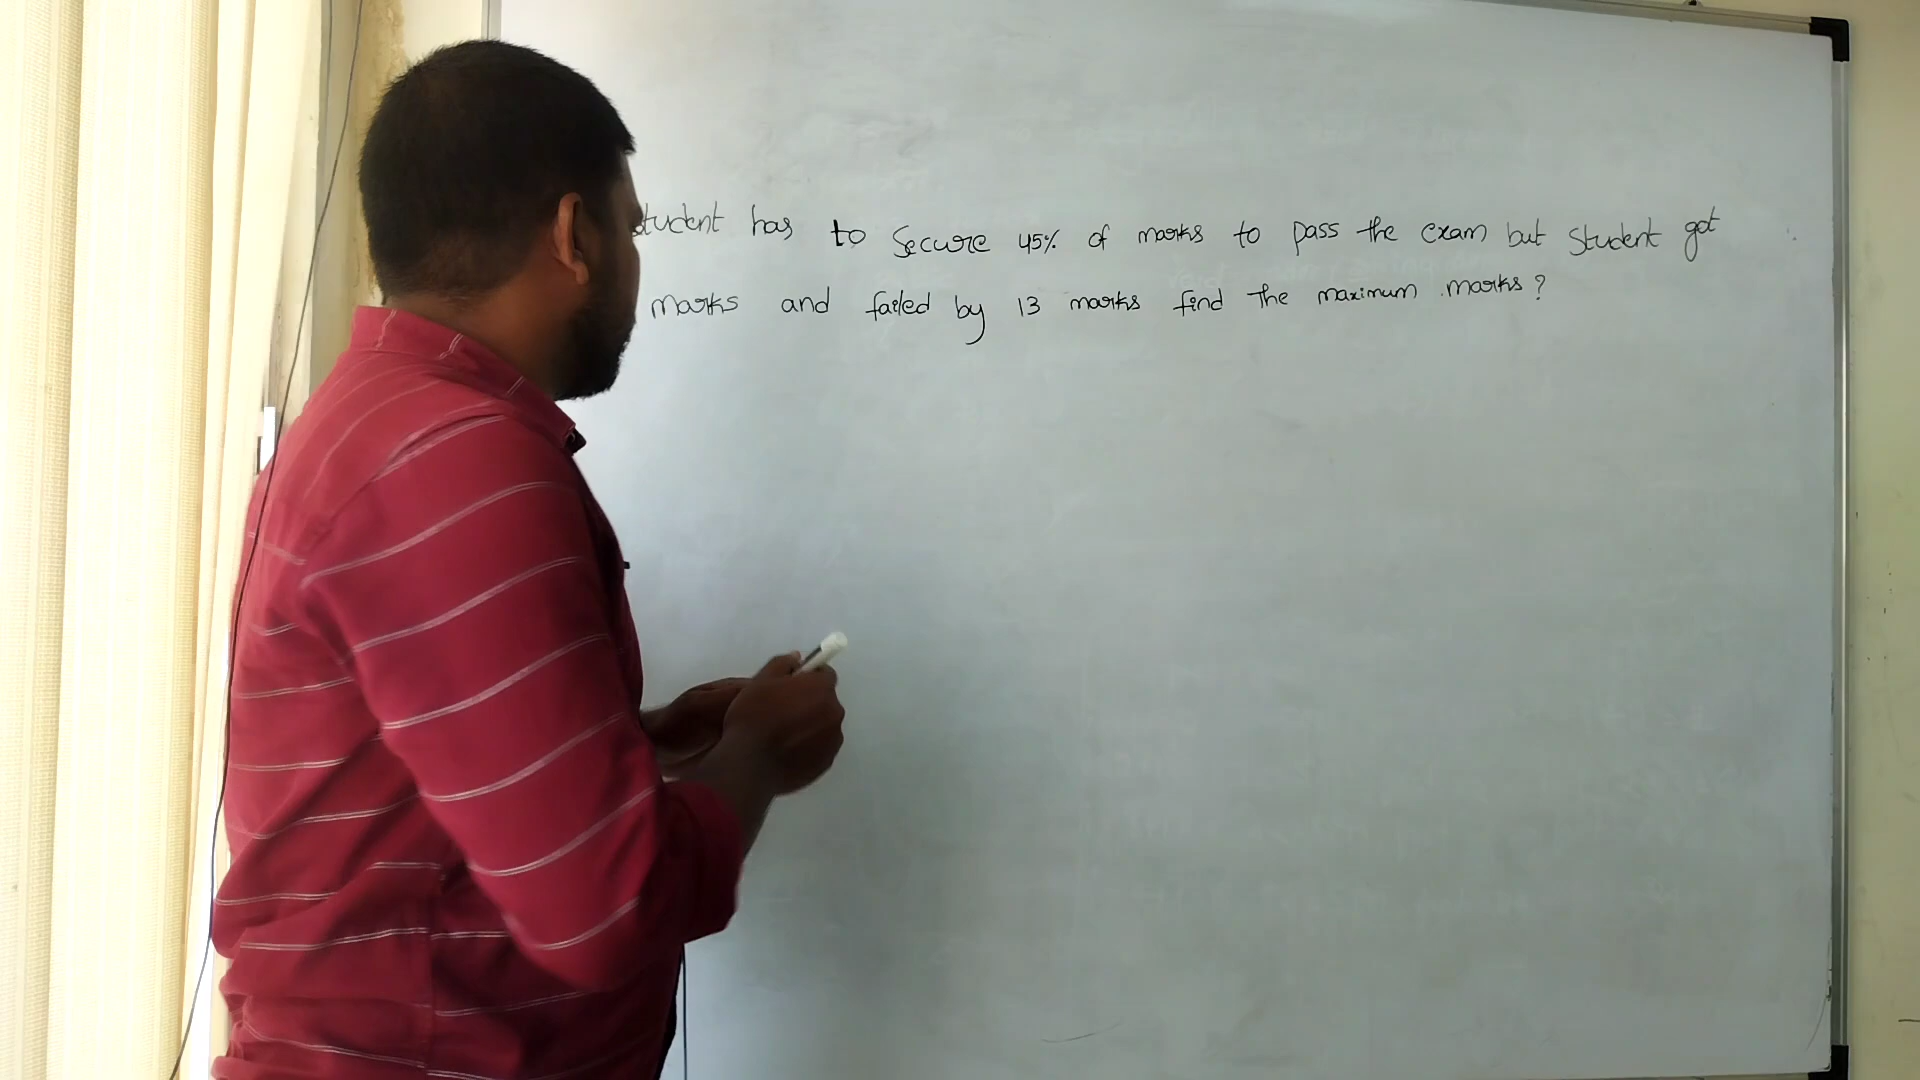 student has to secure 45% of marks to pass the exam but student got
marks and failed by 13 marks find the maximum marks?